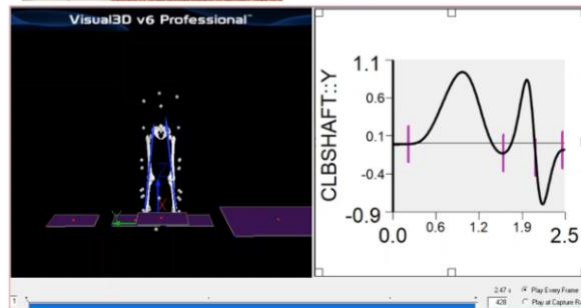 Visual3D v6 Professional™
CLBSHAFT::Y
1.1
0.6
0.1
-0.4
-0.9
0.0
0.6
1.2
1.9
2.5
1
2.47 s
Play Every Frame
428
Play at Capture R